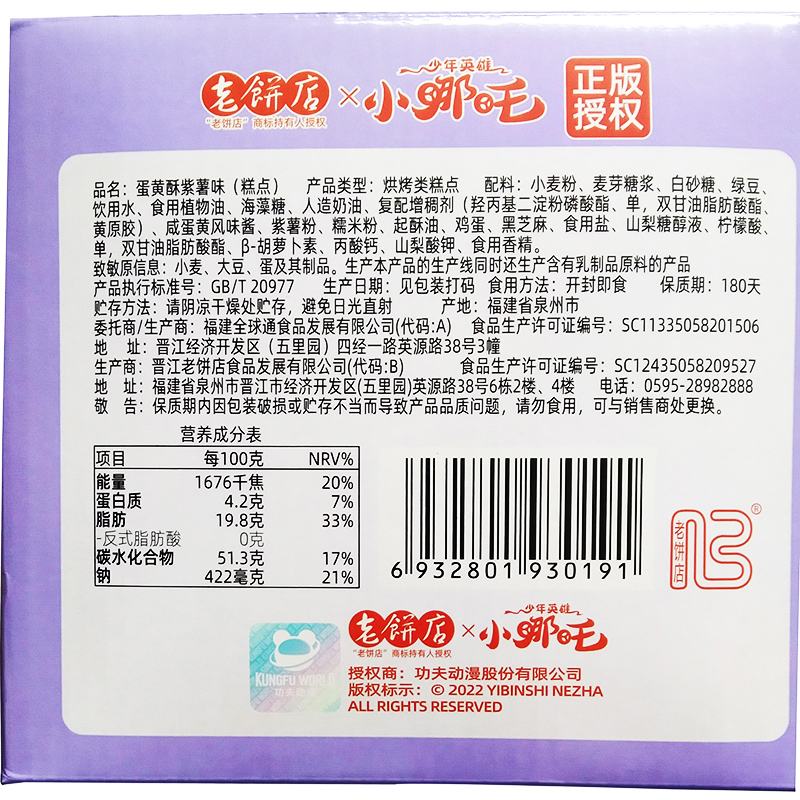 老餅店 × 少年英雄 小哪吒 正版授权
“老饼店”商标持有人授权
品名：蛋黄酥紫薯味（糕点） 产品类型：烘烤类糕点 配料：小麦粉、麦芽糖浆、白砂糖、绿豆、
饮用水、食用植物油、海藻糖、人造奶油、复配增稠剂（羟丙基二淀粉磷酸酯、单，双甘油脂肪酸酯、
黄原胶）、咸蛋黄风味酱、紫薯粉、糯米粉、起酥油、鸡蛋、黑芝麻、食用盐、山梨糖醇液、柠檬酸、
单，双甘油脂肪酸酯、β-胡萝卜素、丙酸钙、山梨酸钾、食用香精。
致敏原信息：小麦、大豆、蛋及其制品。生产本产品的生产线同时还生产含有乳制品原料的产品
产品执行标准号：GB/T 20977 生产日期：见包装打码 食用方法：开封即食 保质期：180天
贮存方法：请阴凉干燥处贮存，避免日光直射 产地：福建省泉州市
委托商/生产商：福建全球通食品发展有限公司(代码:A) 食品生产许可证编号：SC11335058201506
地 址：晋江经济开发区（五里园）四经一路英源路38号3幢
生产商：晋江老饼店食品发展有限公司(代码:B) 食品生产许可证编号：SC12435058209527
地 址：福建省泉州市晋江市经济开发区(五里园)英源路38号6栋2楼、4楼 电话：0595-28982888
敬 告：保质期内因包装破损或贮存不当而导致产品品质问题，请勿食用，可与销售商处更换。
营养成分表
项目 每100克 NRV%
能量 1676千焦 20%
蛋白质 4.2克 7%
脂肪 19.8克 33%
-反式脂肪酸 0克
碳水化合物 51.3克 17%
钠 422毫克 21%
6 932801 930191
老饼店 ®
老餅店 × 少年英雄 小哪吒
“老饼店”商标持有人授权
KUNGFU WORLD
功夫动漫
授权商：功夫动漫股份有限公司
版权标示：© 2022 YIBINSHI NEZHA
ALL RIGHTS RESERVED